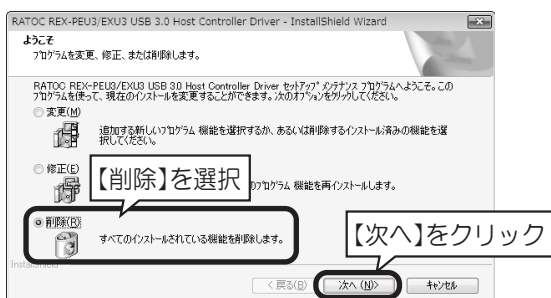 RATOC REX-PEU3/EXU3 USB 3.0 Host Controller Driver - InstallShield Wizard
ようこそ
プログラムを変更、修正、または削除します。
RATOC REX-PEU3/EXU3 USB 3.0 Host Controller Driver セットアップ メンテナンス プログラムへようこそ。この
プログラムを使って、現在のインストールを変更することができます。次のオプションをクリックしてください。
変更(M)
追加する新しいプログラム 機能を選択するか、あるいは削除するインストール済みの機能を選
択してください。
修正(E)
【削除】を選択
のプログラム 機能を再インストールします。
削除(R)
すべてのインストールされている機能を削除します。
【次へ】をクリック
InstallShield
< 戻る(B)
次へ (N)>
キャンセル